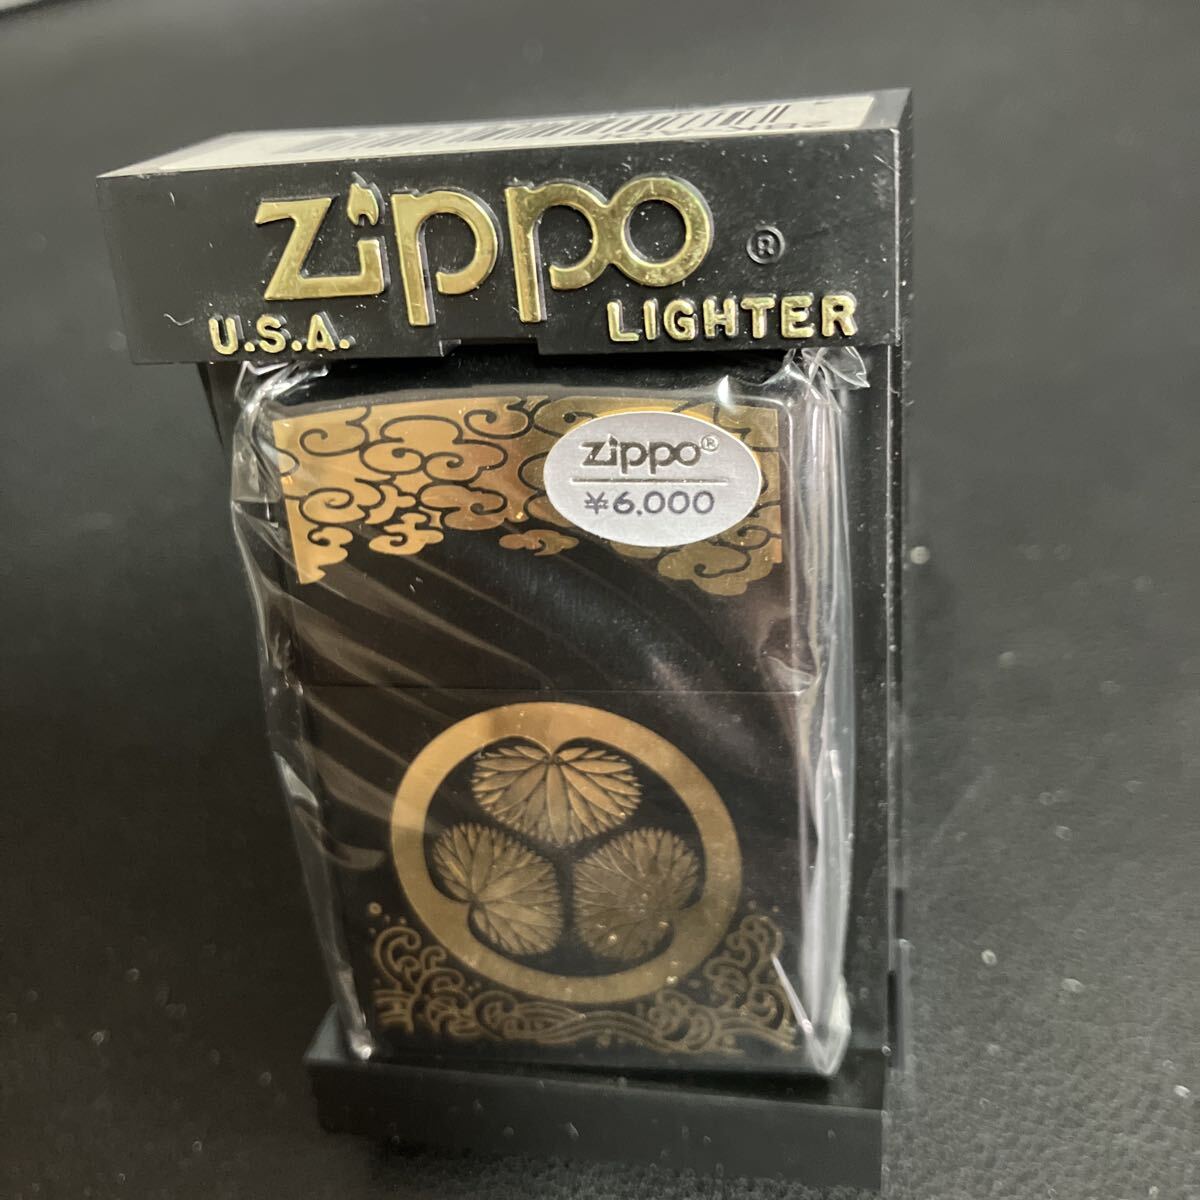 Zippo ®
U.S.A. LIGHTER
Zippo®
¥6.000